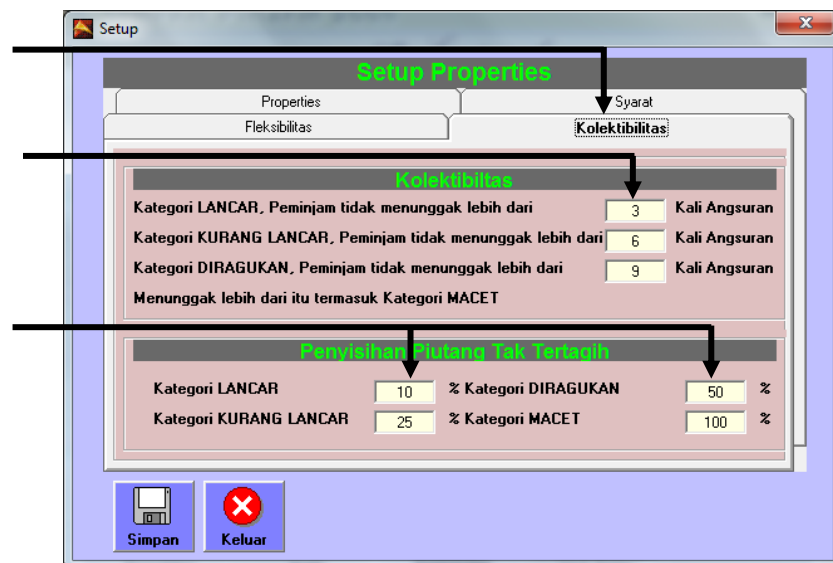 Setup
Setup Properties
Properties
Syarat
Fleksibilitas
Kolektibilitas
Kolektibiltas
Kategori LANCAR, Peminjam tidak menunggak lebih dari 3 Kali Angsuran
Kategori KURANG LANCAR, Peminjam tidak menunggak lebih dari 6 Kali Angsuran
Kategori DIRAGUKAN, Peminjam tidak menunggak lebih dari 9 Kali Angsuran
Menunggak lebih dari itu termasuk Kategori MACET
Penyisihan Piutang Tak Tertagih
Kategori LANCAR 10 % Kategori DIRAGUKAN 50 %
Kategori KURANG LANCAR 25 % Kategori MACET 100 %
Simpan
Keluar